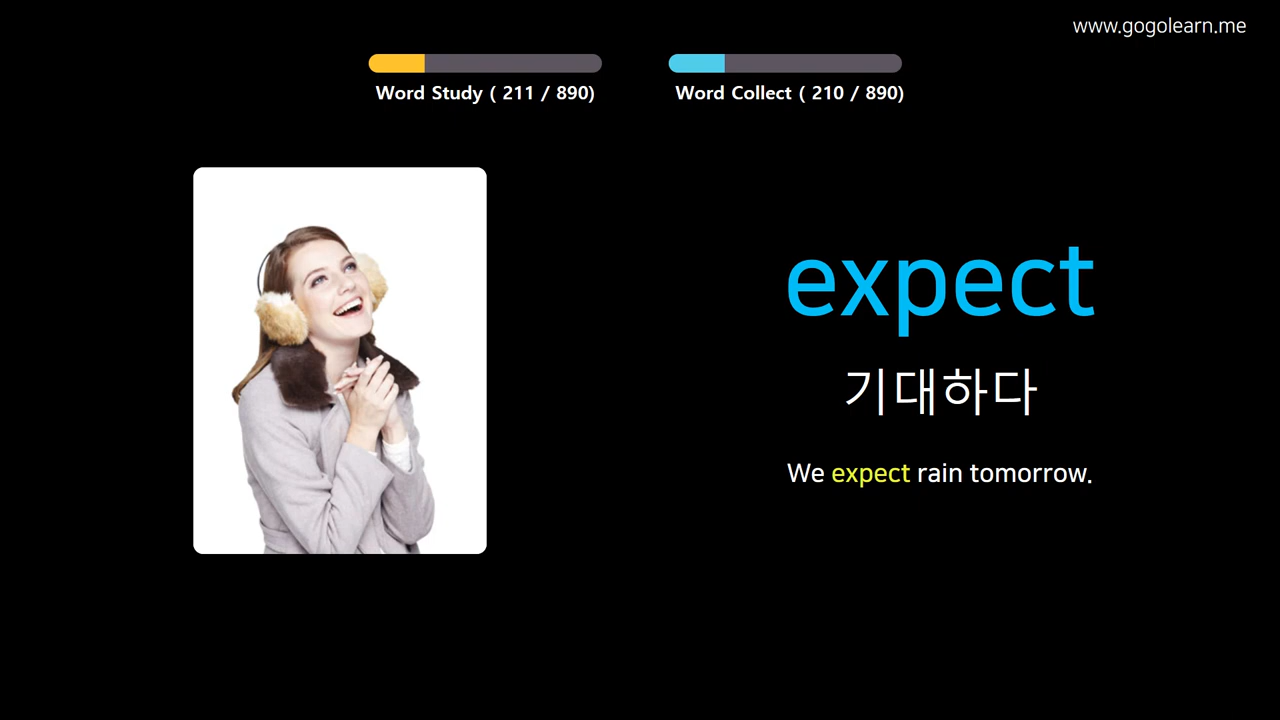 www.gogolearn.me
Word Study ( 211 / 890)
Word Collect ( 210 / 890)
expect
기대하다
We expect rain tomorrow.